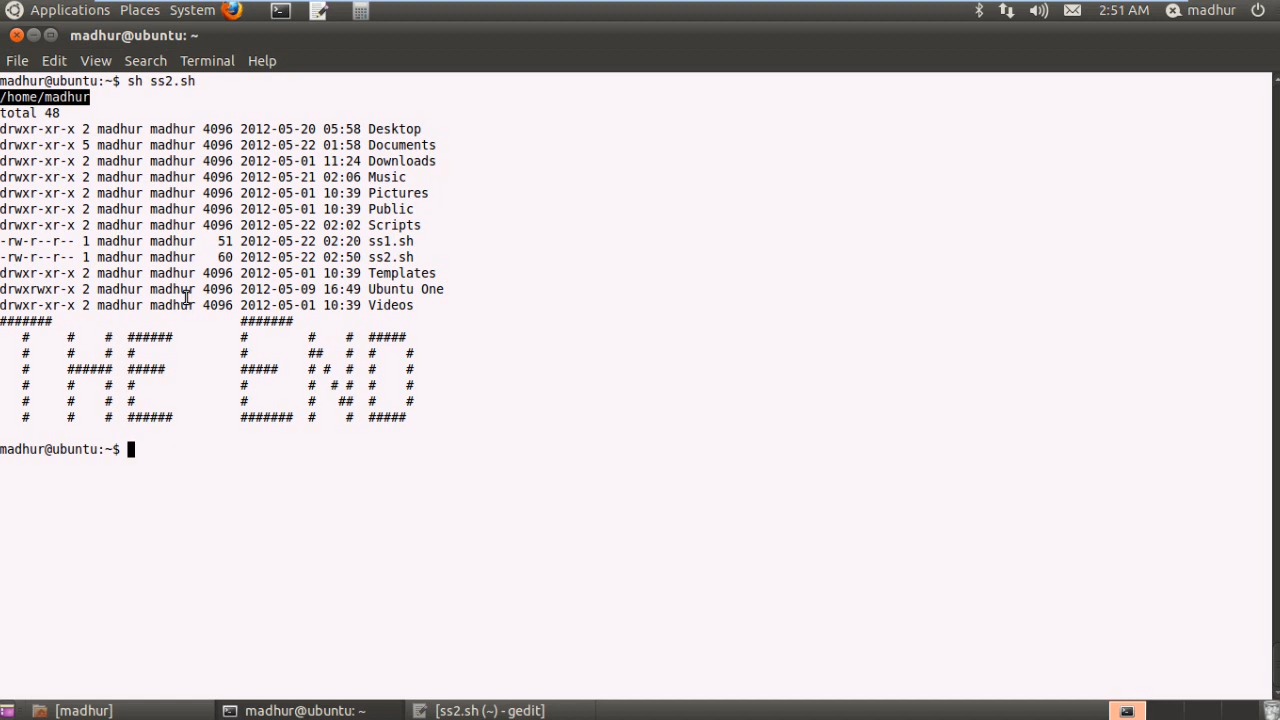 Applications Places System 2:51 AM madhur
madhur@ubuntu: ~
File Edit View Search Terminal Help
madhur@ubuntu:~$ sh ss2.sh
/home/madhur
total 48
drwxr-xr-x 2 madhur madhur 4096 2012-05-20 05:58 Desktop
drwxr-xr-x 5 madhur madhur 4096 2012-05-22 01:58 Documents
drwxr-xr-x 2 madhur madhur 4096 2012-05-01 11:24 Downloads
drwxr-xr-x 2 madhur madhur 4096 2012-05-21 02:06 Music
drwxr-xr-x 2 madhur madhur 4096 2012-05-01 10:39 Pictures
drwxr-xr-x 2 madhur madhur 4096 2012-05-01 10:39 Public
drwxr-xr-x 2 madhur madhur 4096 2012-05-22 02:02 Scripts
-rw-r--r-- 1 madhur madhur   51 2012-05-22 02:20 ss1.sh
-rw-r--r-- 1 madhur madhur   60 2012-05-22 02:50 ss2.sh
drwxr-xr-x 2 madhur madhur 4096 2012-05-01 10:39 Templates
drwxrwxr-x 2 madhur madhur 4096 2012-05-09 16:49 Ubuntu One
drwxr-xr-x 2 madhur madhur 4096 2012-05-01 10:39 Videos
THE END
madhur@ubuntu:~$
[madhur] madhur@ubuntu: ~ [ss2.sh (~) - gedit]